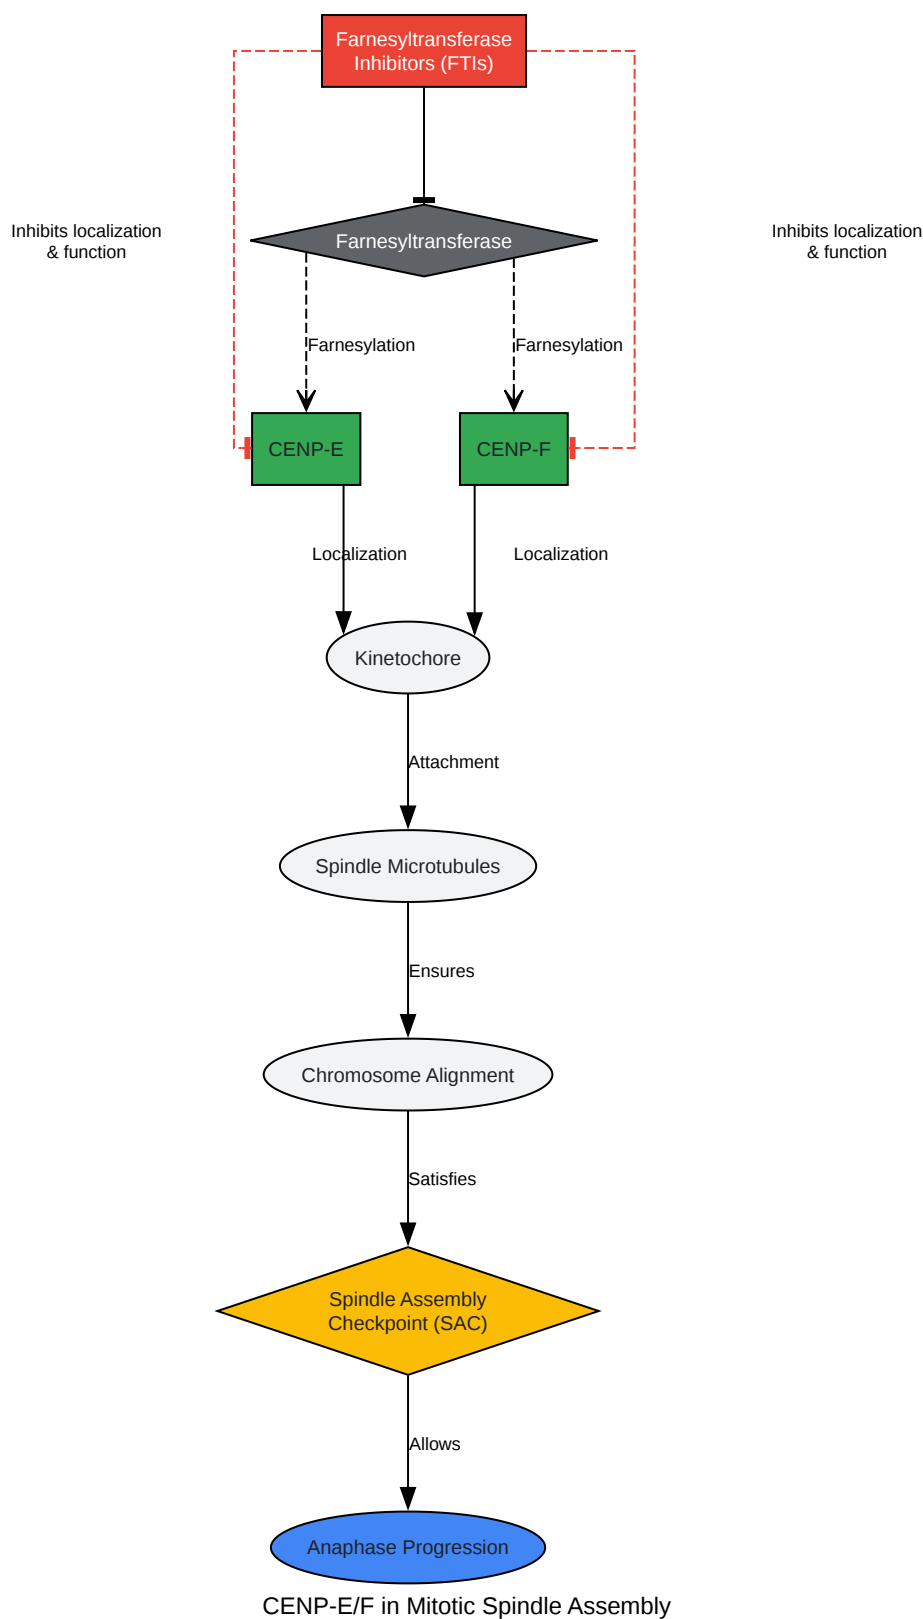 Farnesyltransferase
Inhibitors (FTIs)
Inhibits localization
& function
Inhibits localization
& function
Farnesyltransferase
Farnesylation
Farnesylation
CENP-E
CENP-F
Localization
Localization
Kinetochore
Attachment
Spindle Microtubules
Ensures
Chromosome Alignment
Satisfies
Spindle Assembly
Checkpoint (SAC)
Allows
Anaphase Progression
CENP-E/F in Mitotic Spindle Assembly